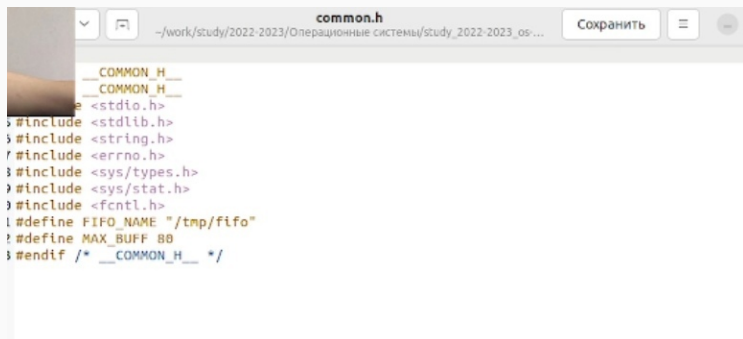 common.h
~/work/study/2022-2023/Операционные системы/study_2022-2023_os-...
Сохранить
__COMMON_H__
__COMMON_H__
e <stdio.h>
#include <stdlib.h>
#include <string.h>
#include <errno.h>
#include <sys/types.h>
#include <sys/stat.h>
#include <fcntl.h>
#define FIFO_NAME "/tmp/fifo"
#define MAX_BUFF 80
#endif /* __COMMON_H__ */